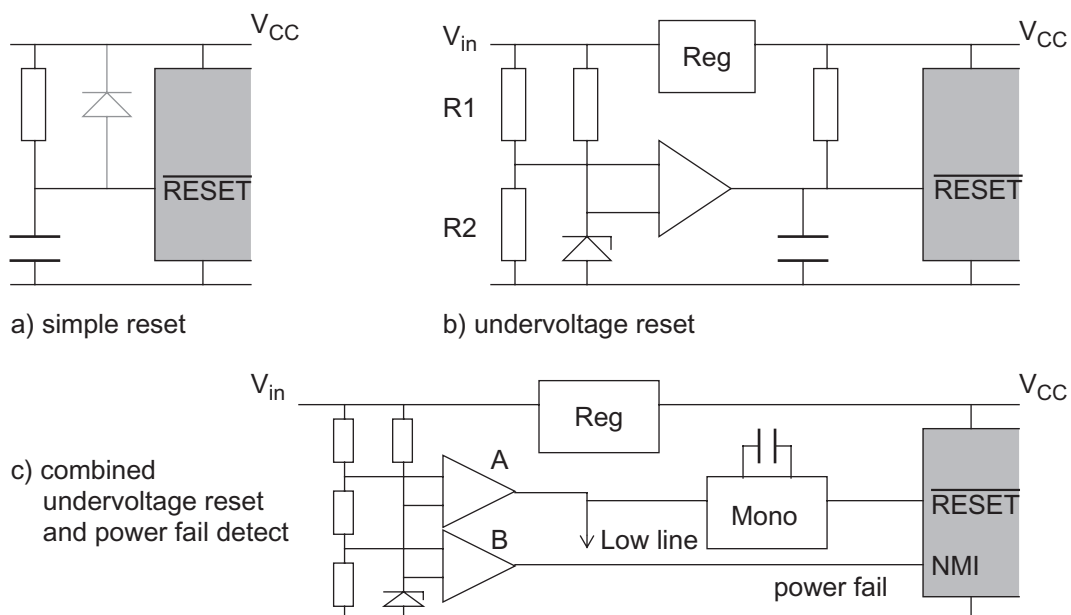 VCC
RESET
a) simple reset
Vin
Reg
VCC
R1
R2
RESET
b) undervoltage reset
Vin
Reg
VCC
c) combined
undervoltage reset
and power fail detect
A
B
Low line
Mono
RESET
NMI
power fail